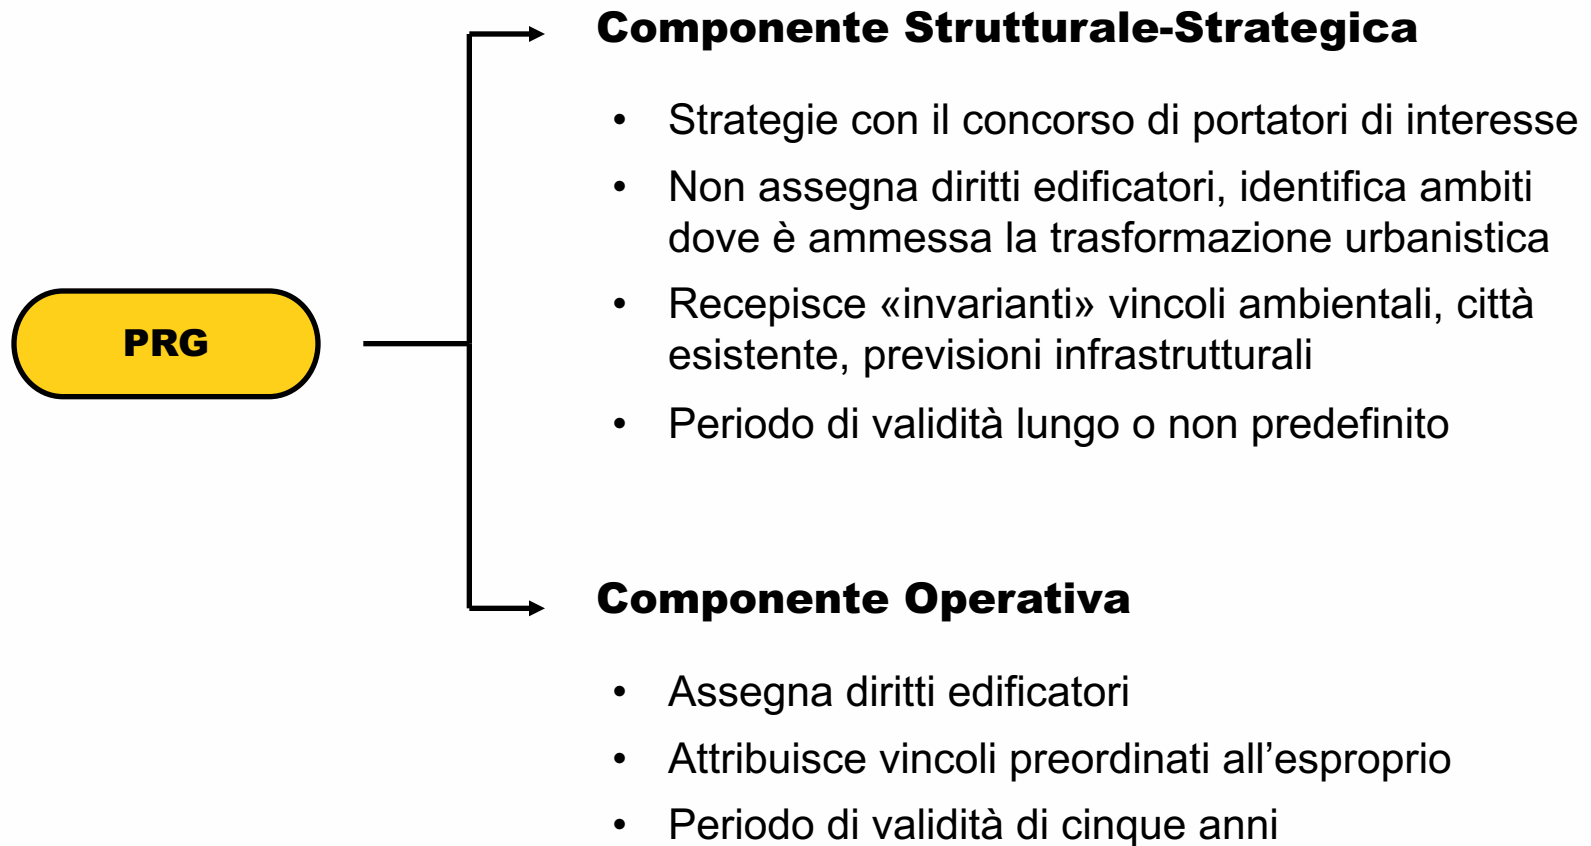 Componente Strutturale-Strategica
• Strategie con il concorso di portatori di interesse
• Non assegna diritti edificatori, identifica ambiti
dove è ammessa la trasformazione urbanistica
• Recepisce «invarianti» vincoli ambientali, città
esistente, previsioni infrastrutturali
• Periodo di validità lungo o non predefinito
PRG
Componente Operativa
• Assegna diritti edificatori
• Attribuisce vincoli preordinati all’esproprio
• Periodo di validità di cinque anni